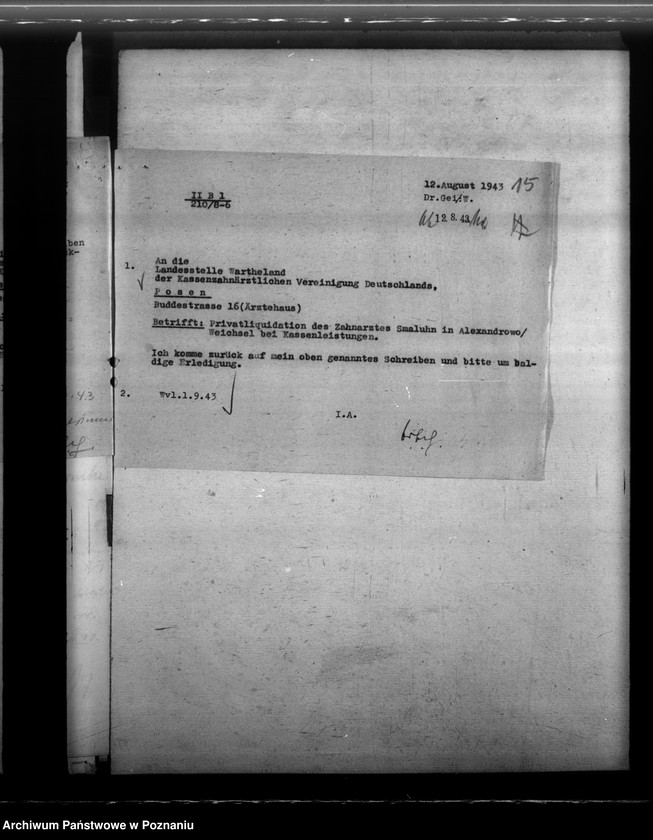 12.August 1943 15
II B 1
210/8-6
Dr.Gei/W.
12.8.43
1. An die
Landesstelle Wartheland
der Kassenzahnärztlichen Vereinigung Deutschlands,
P o s e n
Buddestrasse 16(Ärztehaus)
Betrifft: Privatliquidation des Zahnarztes Smaluhn in Alexandrowo/
Weichsel bei Kassenleistungen.
Ich komme zurück auf mein oben genanntes Schreiben und bitte um bal-
dige Erledigung.
2. Wvl.1.9.43
I.A.
Archiwum Państwowe w Poznaniu